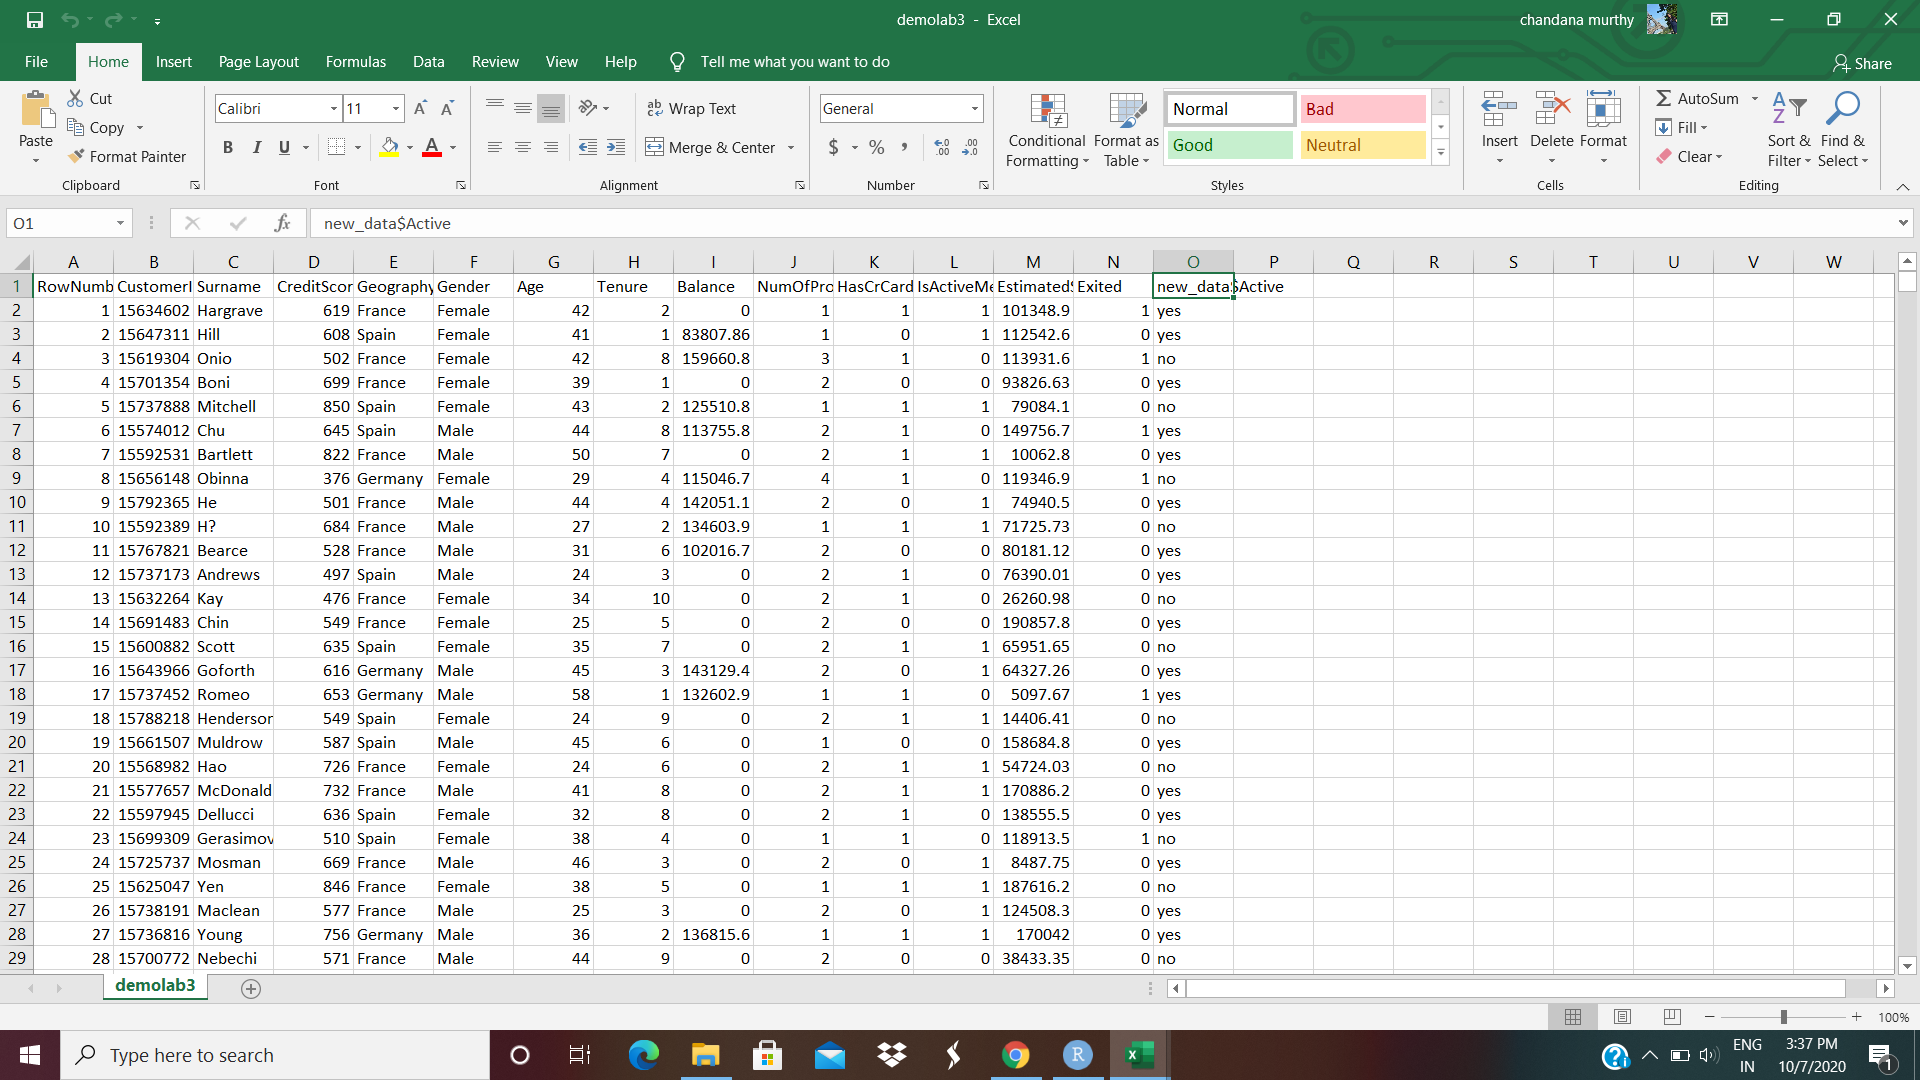 demolab3 - Excel
chandana murthy
File Home Insert Page Layout Formulas Data Review View Help Tell me what you want to do Share
Paste Cut Copy Format Painter Clipboard
Calibri 11 A A B I U A Font
ab Wrap Text Merge & Center Alignment
General $ % , Number
Conditional Formatting Format as Table Normal Bad Good Neutral Styles
Insert Delete Format Cells
AutoSum Fill Clear Sort & Filter Find & Select Editing
O1 fx new_data$Active
A B C D E F G H I J K L M N O P Q R S T U V W
1 RowNumb CustomerI Surname CreditScor Geography Gender Age Tenure Balance NumOfPro HasCrCard IsActiveMe EstimatedS Exited new_data$Active
2 1 15634602 Hargrave 619 France Female 42 2 0 1 1 1 101348.9 1 yes
3 2 15647311 Hill 608 Spain Female 41 1 83807.86 1 0 1 112542.6 0 yes
4 3 15619304 Onio 502 France Female 42 8 159660.8 3 1 0 113931.6 1 no
5 4 15701354 Boni 699 France Female 39 1 0 2 0 0 93826.63 0 yes
6 5 15737888 Mitchell 850 Spain Female 43 2 125510.8 1 1 1 79084.1 0 no
7 6 15574012 Chu 645 Spain Male 44 8 113755.8 2 1 0 149756.7 1 yes
8 7 15592531 Bartlett 822 France Male 50 7 0 2 1 1 10062.8 0 yes
9 8 15656148 Obinna 376 Germany Female 29 4 115046.7 4 1 0 119346.9 1 no
10 9 15792365 He 501 France Male 44 4 142051.1 2 0 1 74940.5 0 yes
11 10 15592389 H? 684 France Male 27 2 134603.9 1 1 1 71725.73 0 no
12 11 15767821 Bearce 528 France Male 31 6 102016.7 2 0 0 80181.12 0 yes
13 12 15737173 Andrews 497 Spain Male 24 3 0 2 1 0 76390.01 0 yes
14 13 15632264 Kay 476 France Female 34 10 0 2 1 0 26260.98 0 no
15 14 15691483 Chin 549 France Female 25 5 0 2 0 0 190857.8 0 yes
16 15 15600882 Scott 635 Spain Female 35 7 0 2 1 1 65951.65 0 no
17 16 15643966 Goforth 616 Germany Male 45 3 143129.4 2 0 1 64327.26 0 yes
18 17 15737452 Romeo 653 Germany Male 58 1 132602.9 1 1 0 5097.67 1 yes
19 18 15788218 Henderson 549 Spain Female 24 9 0 2 1 1 14406.41 0 no
20 19 15661507 Muldrow 587 Spain Male 45 6 0 1 0 0 158684.8 0 yes
21 20 15568982 Hao 726 France Female 24 6 0 2 1 1 54724.03 0 no
22 21 15577657 McDonald 732 France Male 41 8 0 2 1 1 170886.2 0 yes
23 22 15597945 Dellucci 636 Spain Female 32 8 0 2 1 0 138555.5 0 yes
24 23 15699309 Gerasimov 510 Spain Female 38 4 0 1 1 0 118913.5 1 no
25 24 15725737 Mosman 669 France Male 46 3 0 2 0 1 8487.75 0 yes
26 25 15625047 Yen 846 France Female 38 5 0 1 1 1 187616.2 0 no
27 26 15738191 Maclean 577 France Male 25 3 0 2 0 1 124508.3 0 yes
28 27 15736816 Young 756 Germany Male 36 2 136815.6 1 1 1 170042 0 yes
29 28 15700772 Nebechi 571 France Male 44 9 0 2 0 0 38433.35 0 no
demolab3
100%
Type here to search
ENG IN
3:37 PM
10/7/2020
1